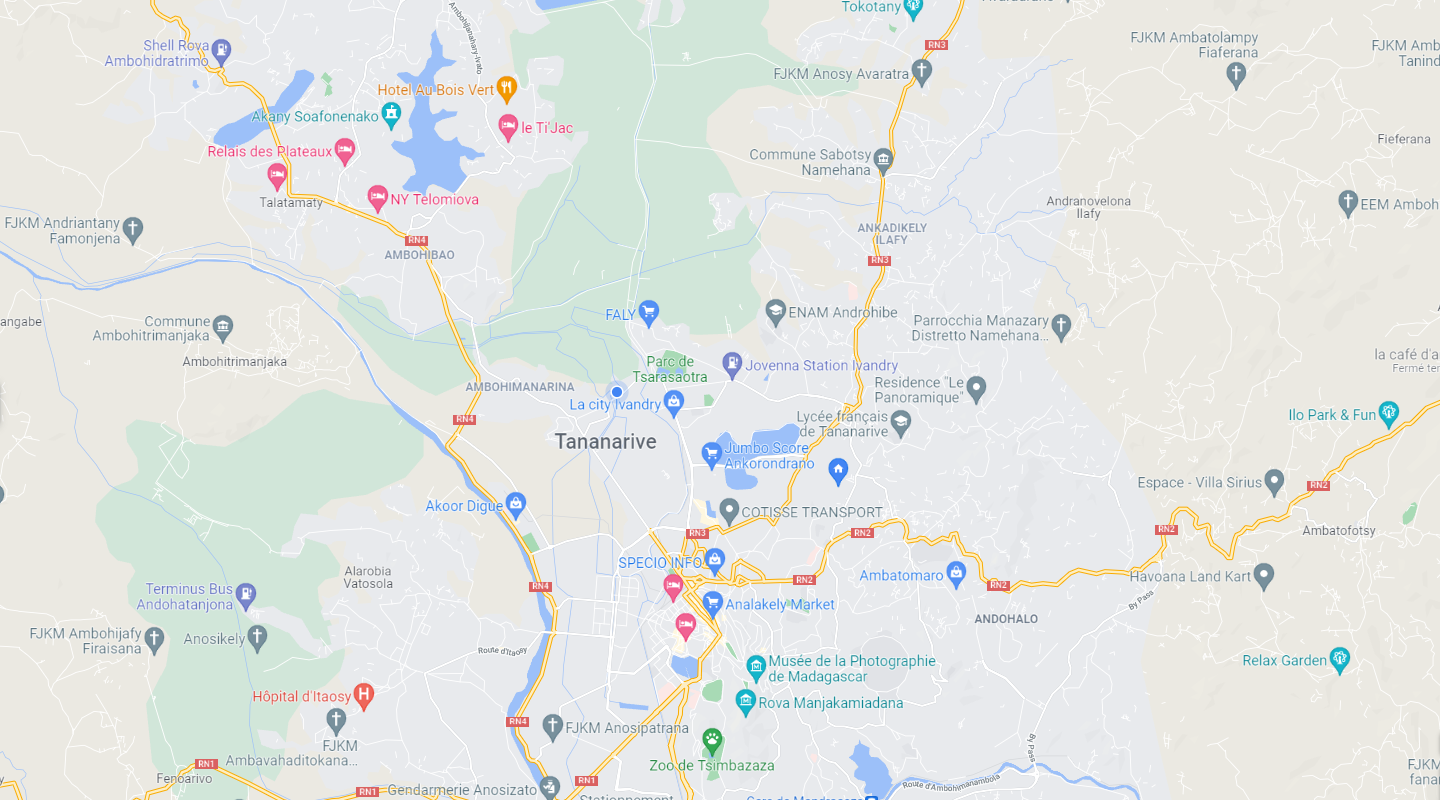 Tokotany
RN3
FJKM Ambatolampy
Fiaferana
FJKM Amb
Tanind
Shell Rova
Ambohidratrimo
Ambohijanahary-Ivato
FJKM Anosy Avaratra
Hotel Au Bois Vert
Akany Soafonenako
le Ti'Jac
Relais des Plateaux
Fieferana
Commune Sabotsy
Namehana
NY Telomiova
Talatamaty
Andranovelona
Ilafy
EEM Amboh
FJKM Andriantany
Famonjena
RN4
AMBOHIBAO
ANKADIKELY
ILAFY
RN3
angabe
Commune
Ambohitrimanjaka
FALY
ENAM Androhibe
Parrocchia Manazary
Distretto Namehana...
Ambohitrimanjaka
Parc de
Tsarasaotra
Jovenna Station Ivandry
la café d'a
Fermé ter
AMBOHIMANARINA
Residence "Le
Panoramique"
La city Ivandry
RN4
Lycée français
de Tananarive
Ilo Park & Fun
Tananarive
Jumbo Score
Ankorondrano
Espace - Villa Sirius
RN2
Akoor Digue
COTISSE TRANSPORT
RN3
RN2
RN2
Ambatofotsy
SPECIO INFO
Alarobia
Vatosola
RN4
RN2
Ambatomaro
RN2
Havoana Land Kart
Terminus Bus
Andohatanjona
Analakely Market
By Pass
ANDOHALO
FJKM Ambohijafy
Firaisana
Anosikely
Route d'Itaosy
Musée de la Photographie
de Madagascar
Relax Garden
Hôpital d'Itaosy
Rova Manjakamiadana
RN4
FJKM Anosipatrana
FJKM
Ambavahaditokana...
By Pass
RN1
Zoo de Tsimbazaza
FJKM
fanar
Fenoarivo
RN1
Gendarmerie Anosizato
RN1
Route d'Ambohimanambola
Stationnement